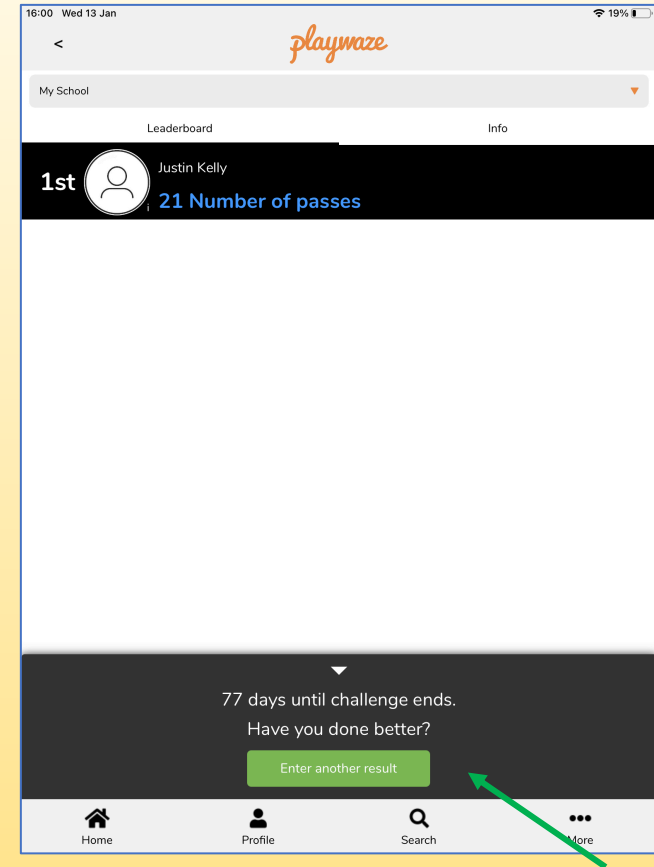 16:00 Wed 13 Jan 19%
<
playwaze
My School
Leaderboard Info
1st
Justin Kelly
i 21 Number of passes
77 days until challenge ends.
Have you done better?
Enter another result
Home Profile Search More